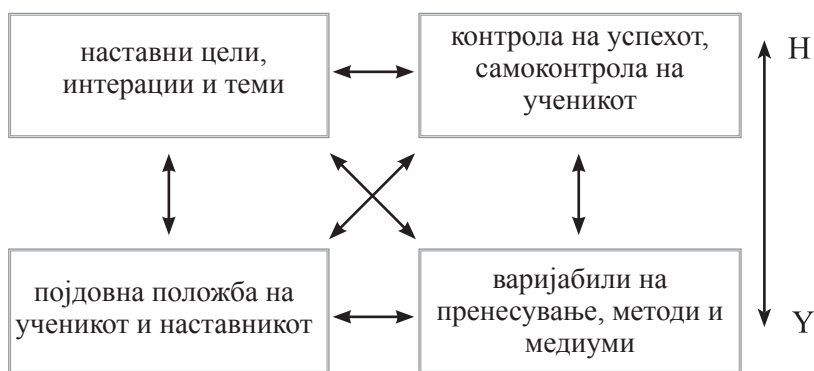 наставни цели,
интерации и теми
контрола на успехот,
самоконтрола на
ученикот
Н
појдовна положба на
ученикот и наставникот
варијабили на
пренесување, методи и
медиуми
Y